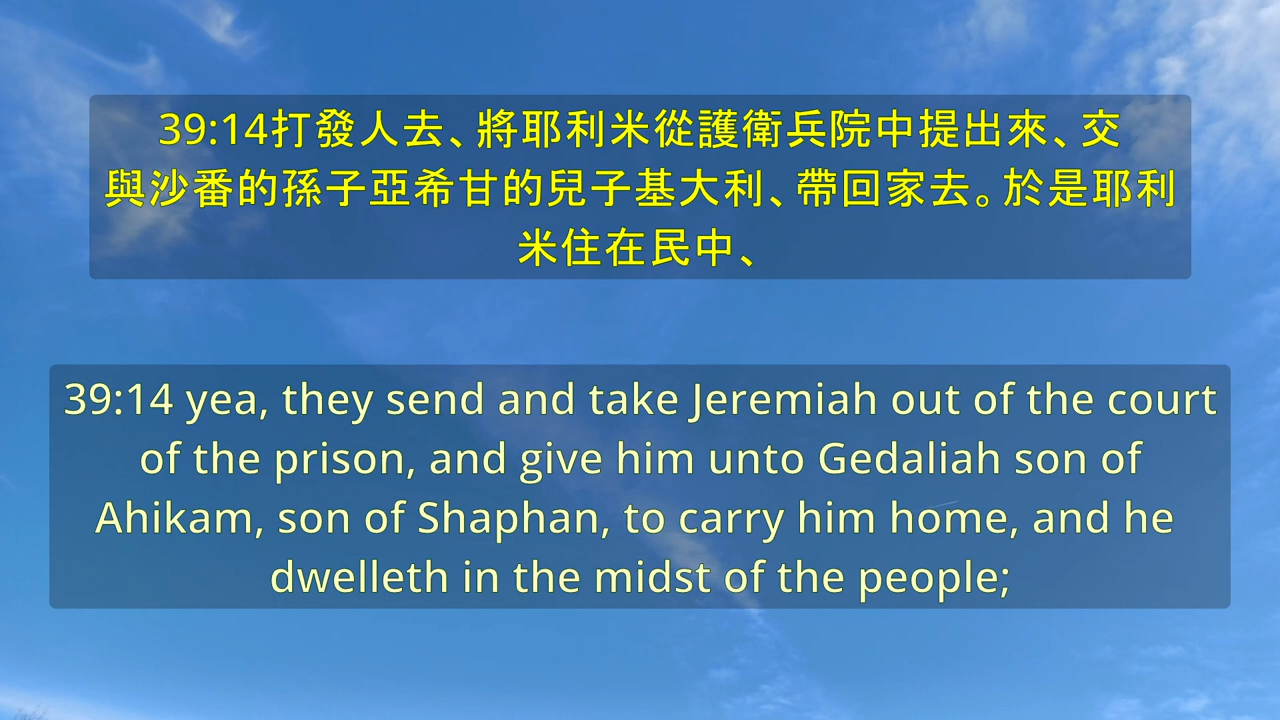 39:14打發人去、將耶利米從護衛兵院中提出來、交
與沙番的孫子亞希甘的兒子基大利、帶回家去。於是耶利
米住在民中、
39:14 yea, they send and take Jeremiah out of the court
of the prison, and give him unto Gedaliah son of
Ahikam, son of Shaphan, to carry him home, and he
dwelleth in the midst of the people;